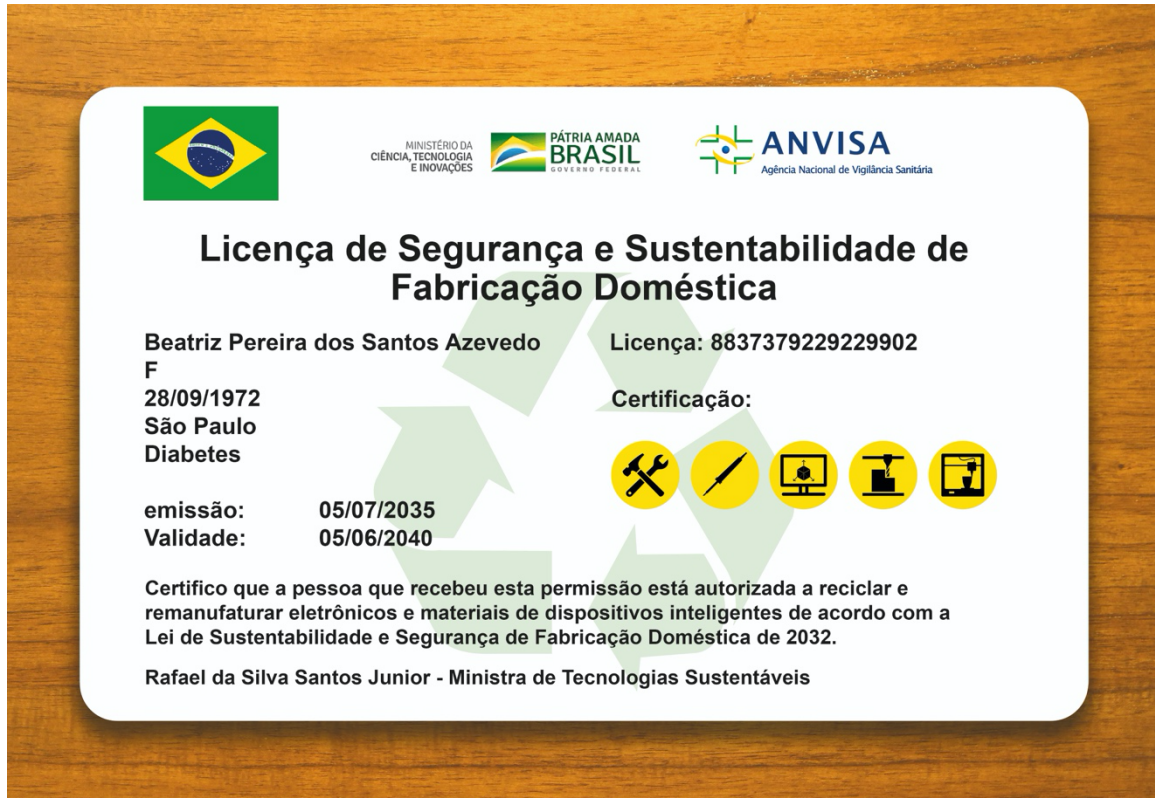 MINISTÉRIO DA
CIÊNCIA, TECNOLOGIA
E INOVAÇÕES
PÁTRIA AMADA
BRASIL
GOVERNO FEDERAL
ANVISA
Agência Nacional de Vigilância Sanitária
Licença de Segurança e Sustentabilidade de
Fabricação Doméstica
Beatriz Pereira dos Santos Azevedo
F
28/09/1972
São Paulo
Diabetes
emissão: 05/07/2035
Validade: 05/06/2040
Licença: 8837379229229902
Certificação:
Certifico que a pessoa que recebeu esta permissão está autorizada a reciclar e
remanufaturar eletrônicos e materiais de dispositivos inteligentes de acordo com a
Lei de Sustentabilidade e Segurança de Fabricação Doméstica de 2032.
Rafael da Silva Santos Junior - Ministra de Tecnologias Sustentáveis